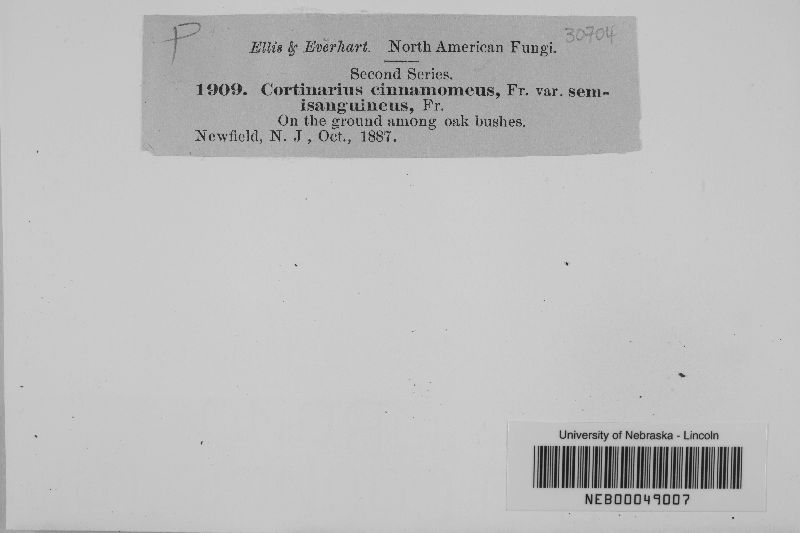 P
30704
Ellis & Everhart. North American Fungi.
Second Series.
1909. Cortinarius cinnamomeus, Fr. var. sem-
isanguineus, Fr.
On the ground among oak bushes.
Newfield, N. J, Oct., 1887.
University of Nebraska - Lincoln
NEB00049007